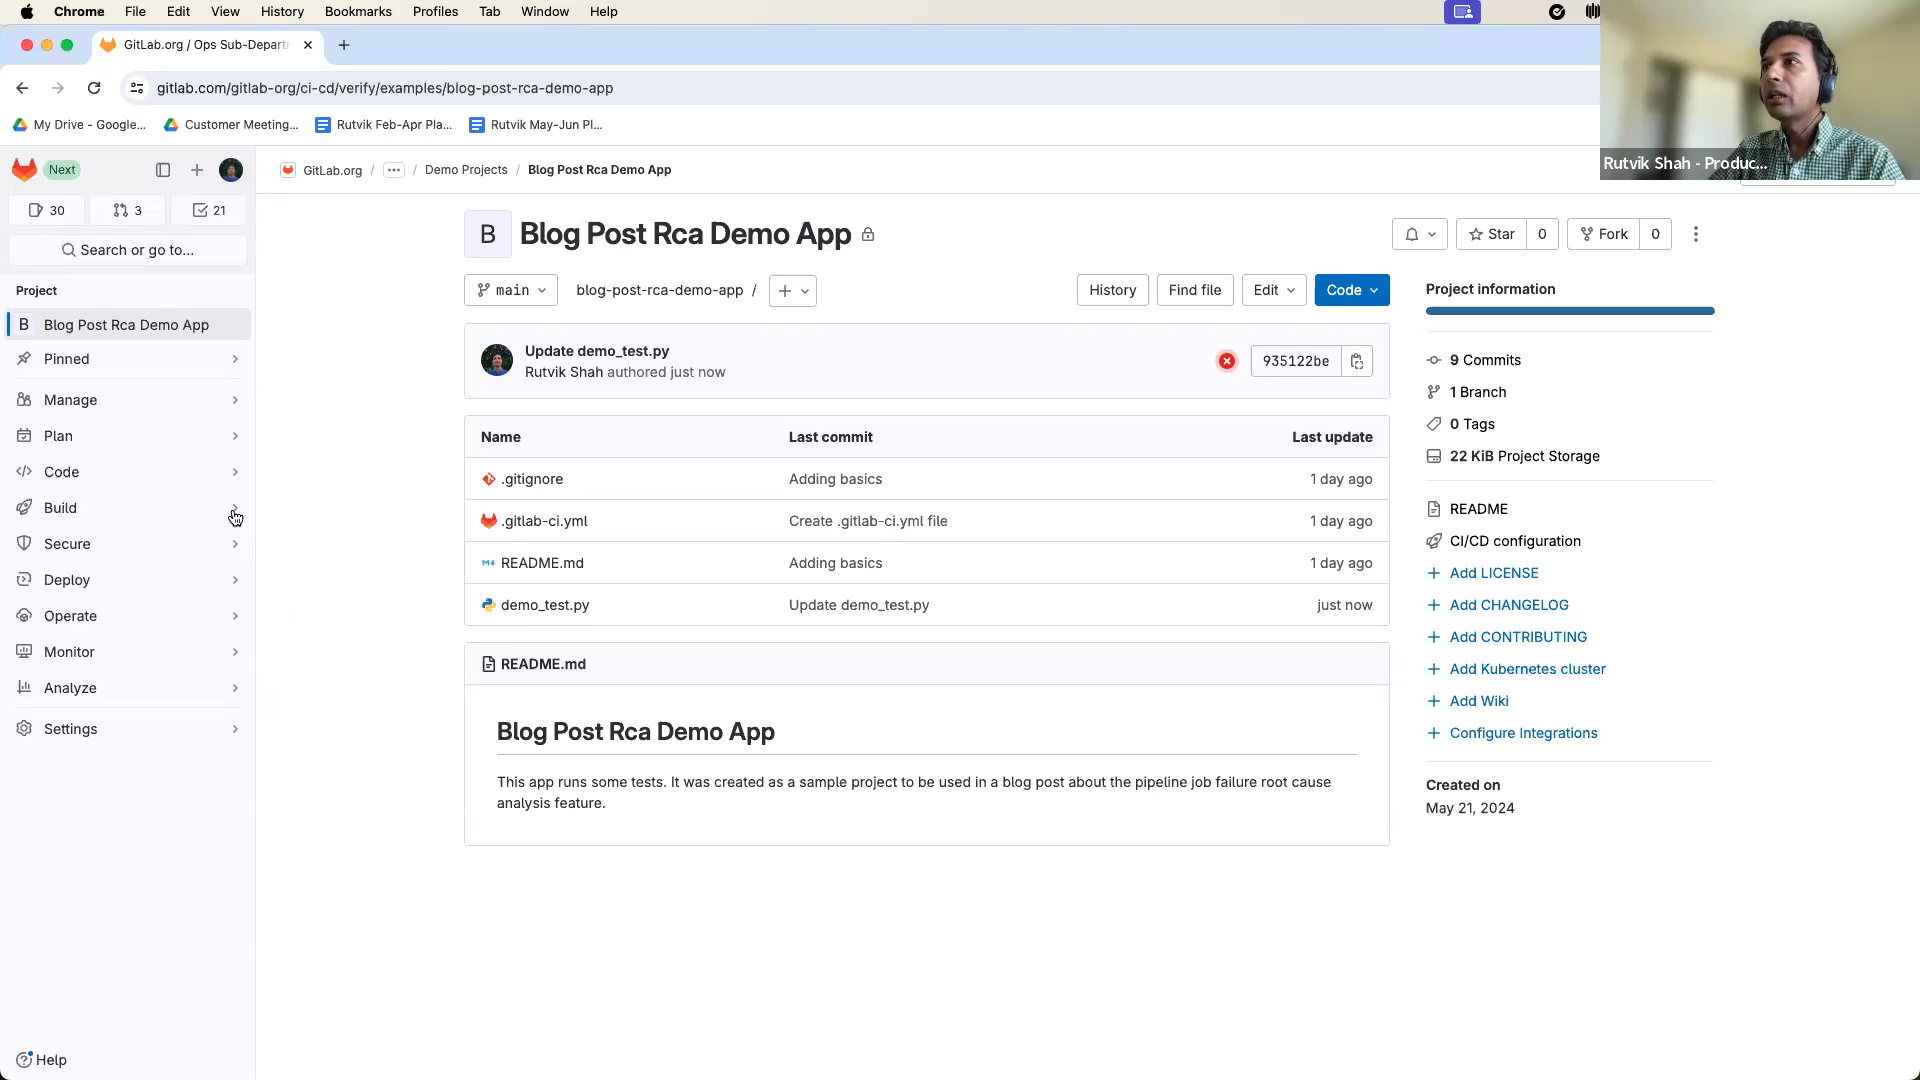 Chrome File Edit View History Bookmarks Profiles Tab Window Help
GitLab.org / Ops Sub-Depart
gitlab.com/gitlab-org/ci-cd/verify/examples/blog-post-rca-demo-app
My Drive - Google... Customer Meeting... Rutvik Feb-Apr Pla... Rutvik May-Jun Pl...
Rutvik Shah - Produc...
Next
30 3 21
Search or go to...
Project
B Blog Post Rca Demo App
Pinned
Manage
Plan
Code
Build
Secure
Deploy
Operate
Monitor
Analyze
Settings
Help
GitLab.org / ... / Demo Projects / Blog Post Rca Demo App
B Blog Post Rca Demo App
Star 0 Fork 0
main blog-post-rca-demo-app / + History Find file Edit Code
Update demo_test.py
Rutvik Shah authored just now
935122be
Name Last commit Last update
.gitignore Adding basics 1 day ago
.gitlab-ci.yml Create .gitlab-ci.yml file 1 day ago
README.md Adding basics 1 day ago
demo_test.py Update demo_test.py just now
README.md
Blog Post Rca Demo App
This app runs some tests. It was created as a sample project to be used in a blog post about the pipeline job failure root cause
analysis feature.
Project information
9 Commits
1 Branch
0 Tags
22 KiB Project Storage
README
CI/CD configuration
+ Add LICENSE
+ Add CHANGELOG
+ Add CONTRIBUTING
+ Add Kubernetes cluster
+ Add Wiki
+ Configure Integrations
Created on
May 21, 2024